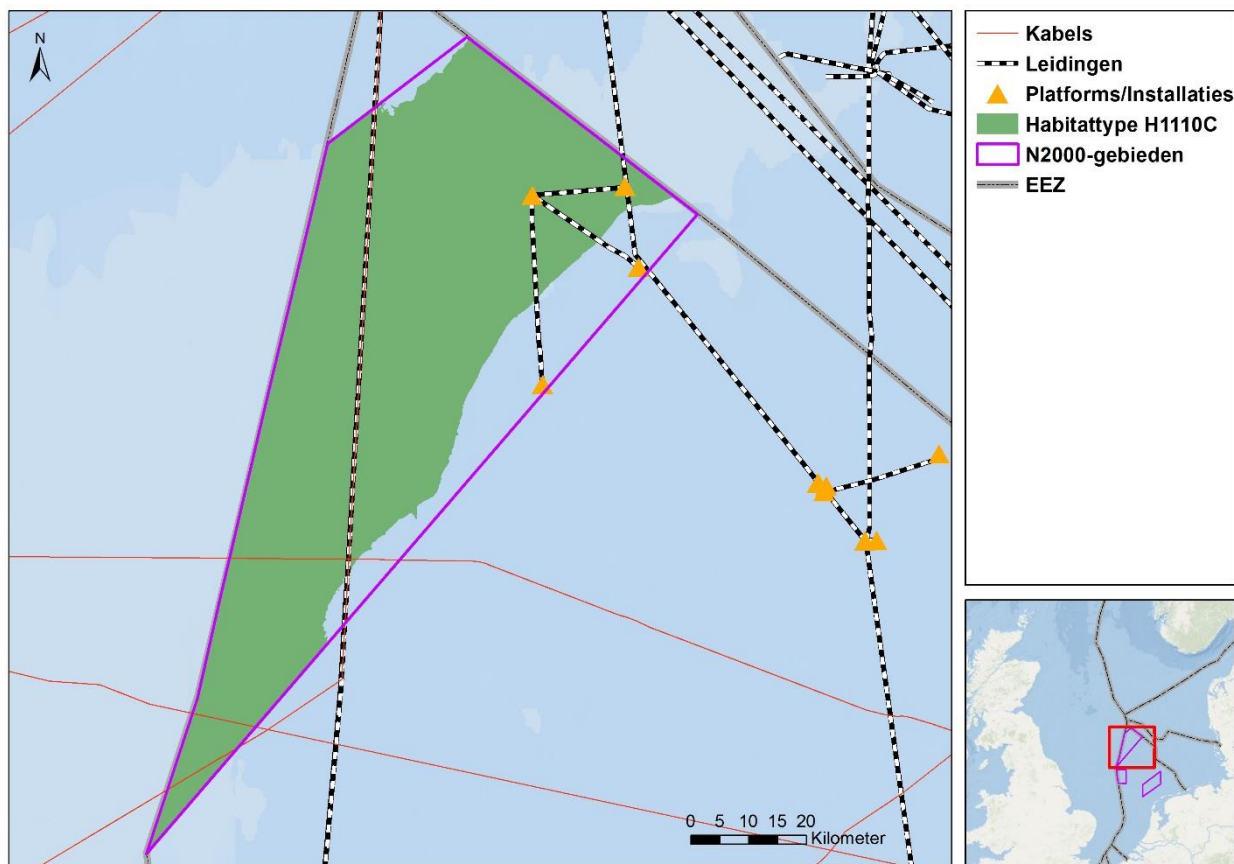 N
Kabels
Leidingen
Platforms/Installaties
Habitattype H1110C
N2000-gebieden
EEZ
0 5 10 15 20
Kilometer